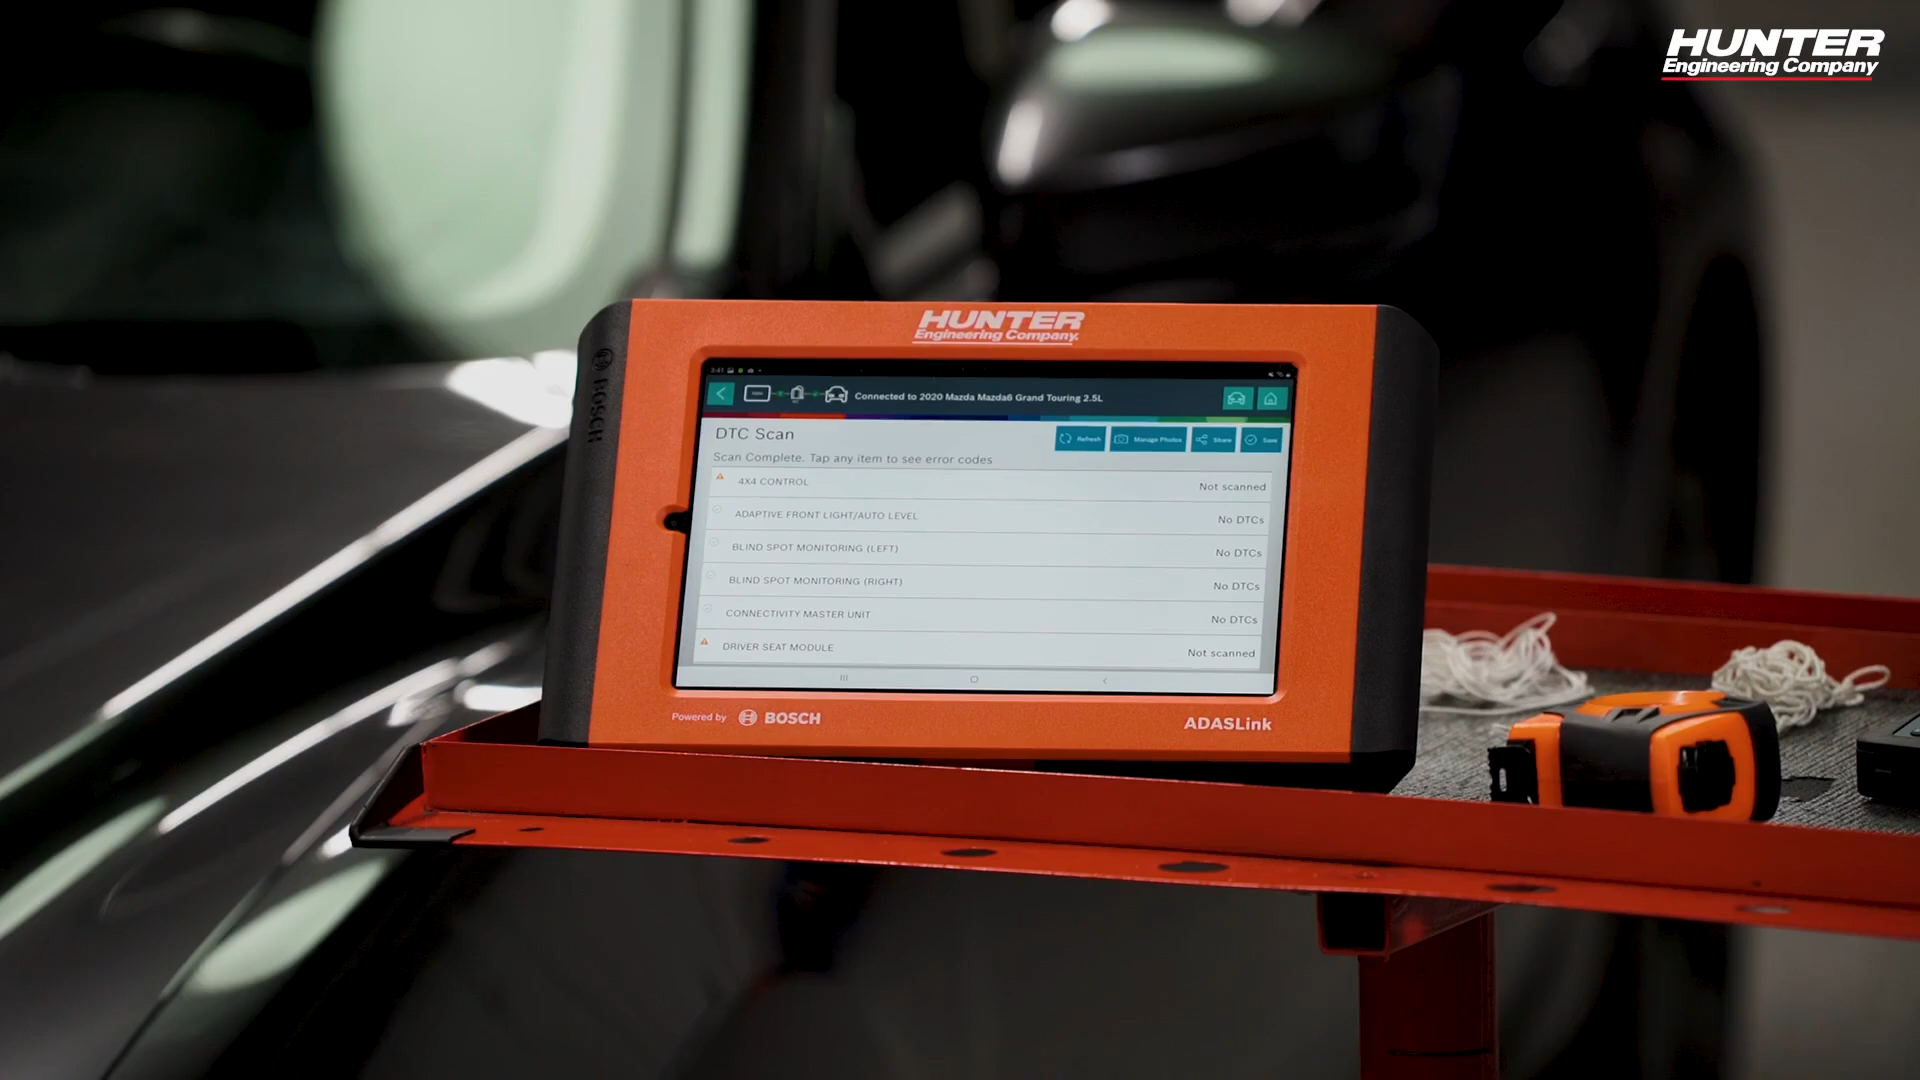 HUNTER
Engineering Company
HUNTER
Engineering Company
BOSCH
3:41
Connected to 2020 Mazda Mazda6 Grand Touring 2.5L
DTC Scan
Refresh
Manage Photos
Share
Save
Scan Complete. Tap any item to see error codes
4X4 CONTROL Not scanned
ADAPTIVE FRONT LIGHT/AUTO LEVEL No DTCs
BLIND SPOT MONITORING (LEFT) No DTCs
BLIND SPOT MONITORING (RIGHT) No DTCs
CONNECTIVITY MASTER UNIT No DTCs
DRIVER SEAT MODULE Not scanned
Powered by BOSCH
ADASLink